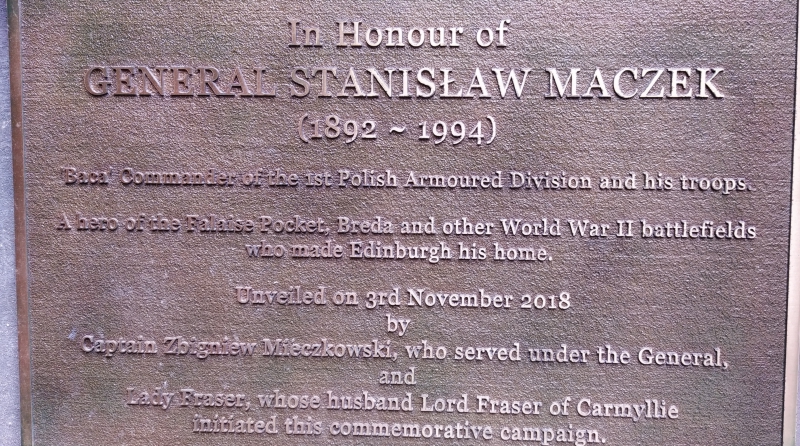 In Honour of
GENERAL STANISŁAW MACZEK
(1892 ~ 1994)
'Baca' Commander of the 1st Polish Armoured Division and his troops.
A hero of the Falaise Pocket, Breda and other World War II battlefields
who made Edinburgh his home.
Unveiled on 3rd November 2018
by
Captain Zbigniew Mieczkowski, who served under the General,
and
Lady Fraser, whose husband Lord Fraser of Carmyllie
initiated this commemorative campaign.